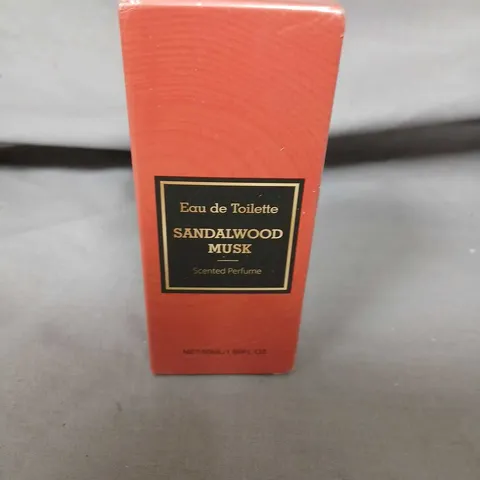 Eau de Toilette
SANDALWOOD
MUSK
Scented Perfume